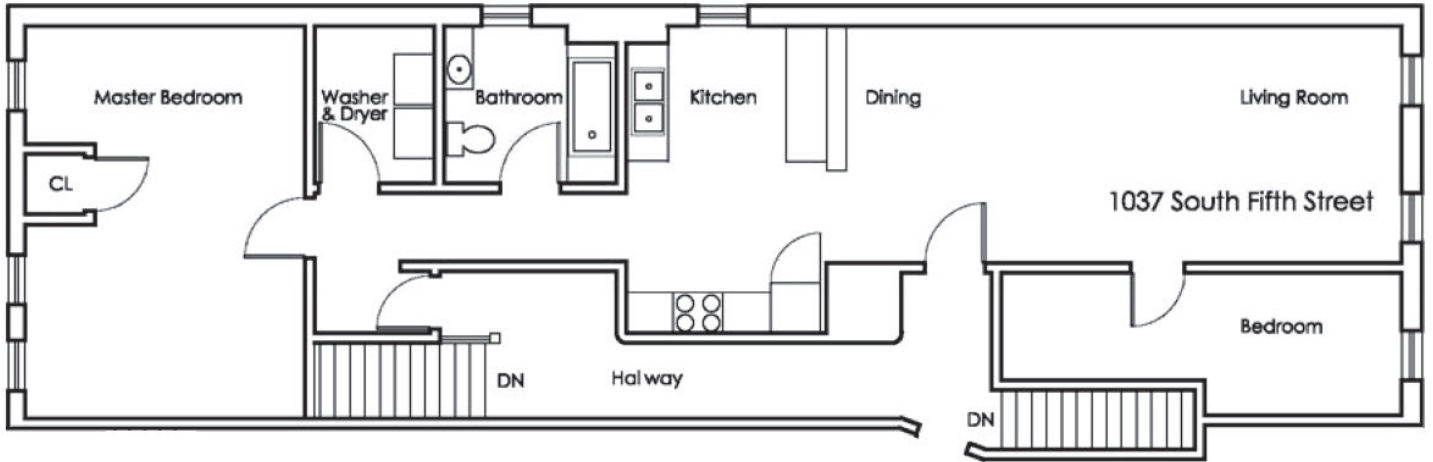 Master Bedroom
Washer
& Dryer
Bathroom
Kitchen
Dining
Living Room
CL
1037 South Fifth Street
Bedroom
DN
Hal way
DN